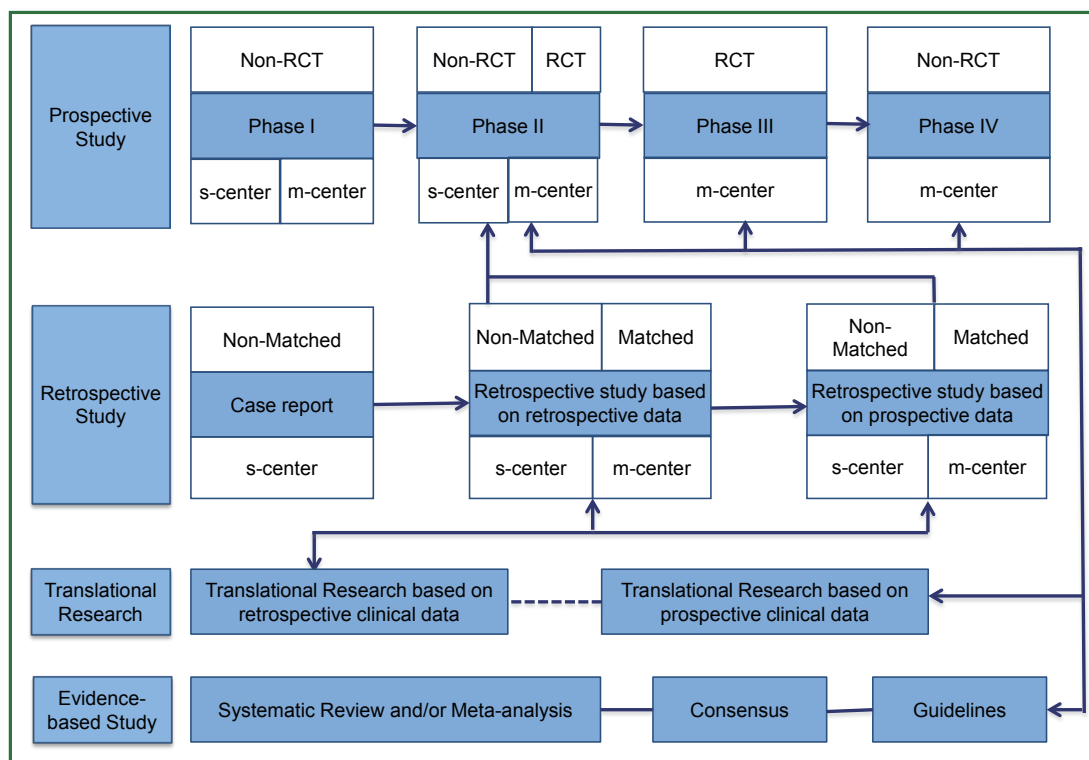 Prospective
Study
Non-RCT
Phase I
s-center
m-center
Non-RCT
RCT
Phase II
s-center
m-center
RCT
Phase III
m-center
Non-RCT
Phase IV
m-center
Retrospective
Study
Non-Matched
Case report
s-center
Non-Matched
Matched
Retrospective study based
on retrospective data
s-center
m-center
Non-
Matched
Matched
Retrospective study based
on prospective data
s-center
m-center
Translational
Research
Translational Research based on
retrospective clinical data
Translational Research based on
prospective clinical data
Evidence-
based Study
Systematic Review and/or Meta-analysis
Consensus
Guidelines